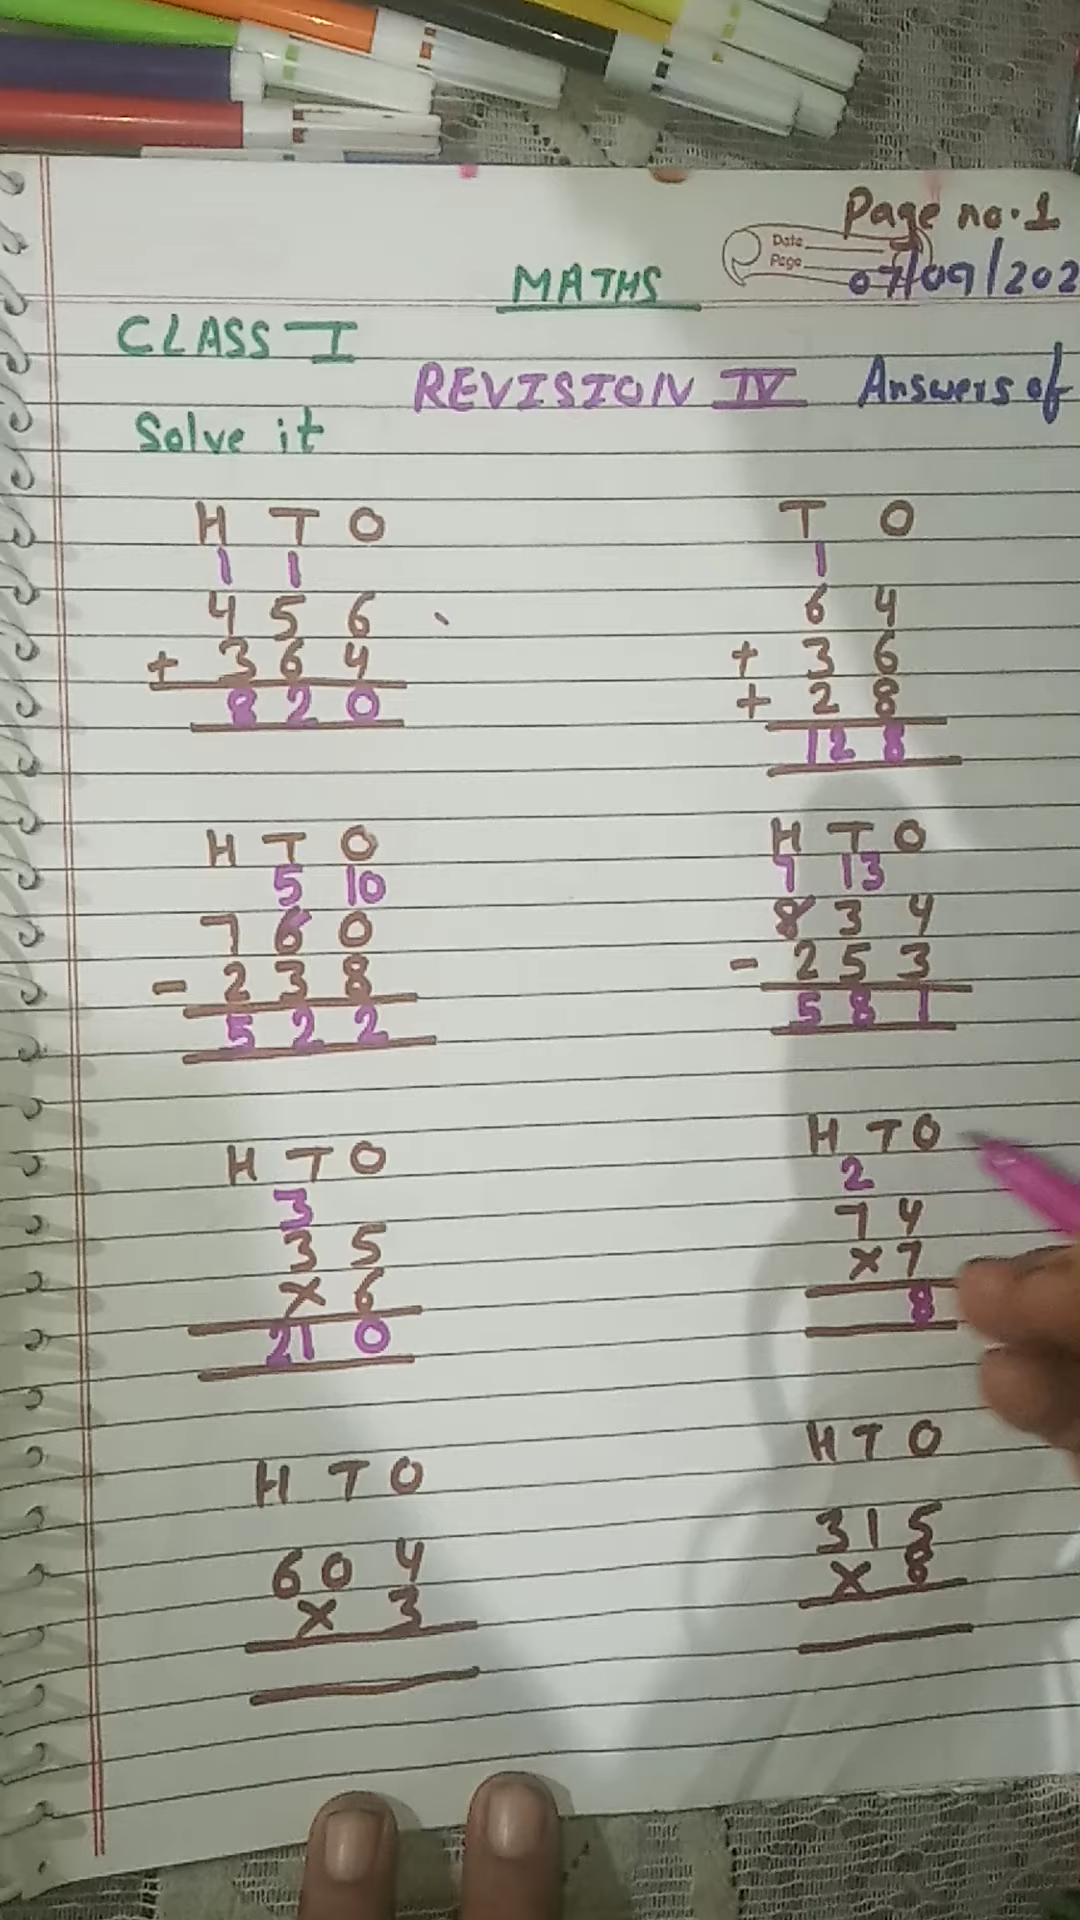 Page no. 1
Date
Page
07/09/202
MATHS
CLASS I
REVISION IV Answers of
Solve it
H T O
1 1
4 5 6
+ 3 6 4
8 2 0
T O
1
6 4
+ 3 6
+ 2 8
12 8
H T O
5 10
7 6 0
- 2 3 8
5 2 2
H T O
7 13
8 3 4
- 2 5 3
5 8 1
H T O
3
3 5
× 6
21 0
H T O
2
7 4
× 7
8
H T O
6 0 4
× 3
H T O
3 1 5
× 8